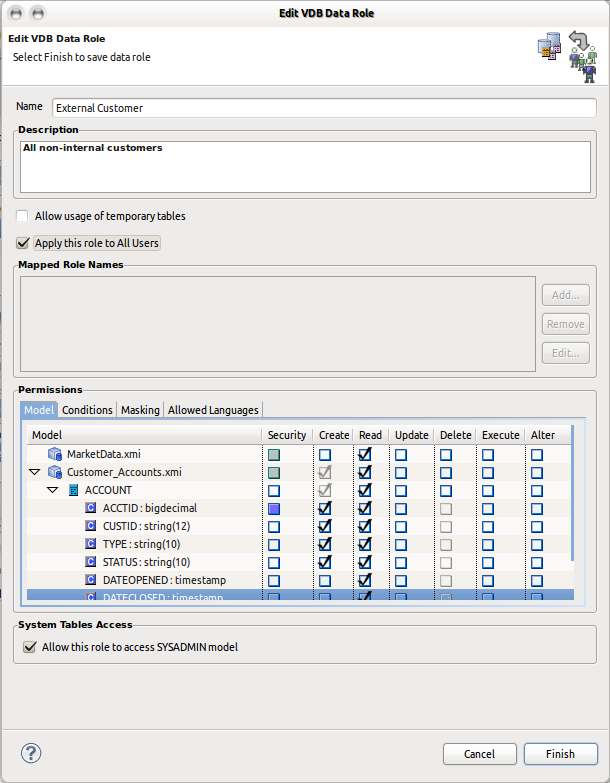 Edit VDB Data Role
Edit VDB Data Role
Select Finish to save data role
Name External Customer
Description
All non-internal customers
Allow usage of temporary tables
Apply this role to All Users
Mapped Role Names
Add...
Remove
Edit...
Permissions
Model Conditions Masking Allowed Languages
Model Security Create Read Update Delete Execute Alter
MarketData.xmi
Customer_Accounts.xmi
ACCOUNT
C ACCTID : bigdecimal
C CUSTID : string(12)
C TYPE : string(10)
C STATUS : string(10)
C DATEOPENED : timestamp
C DATECLOSED : timestamp
System Tables Access
Allow this role to access SYSADMIN model
? Cancel Finish